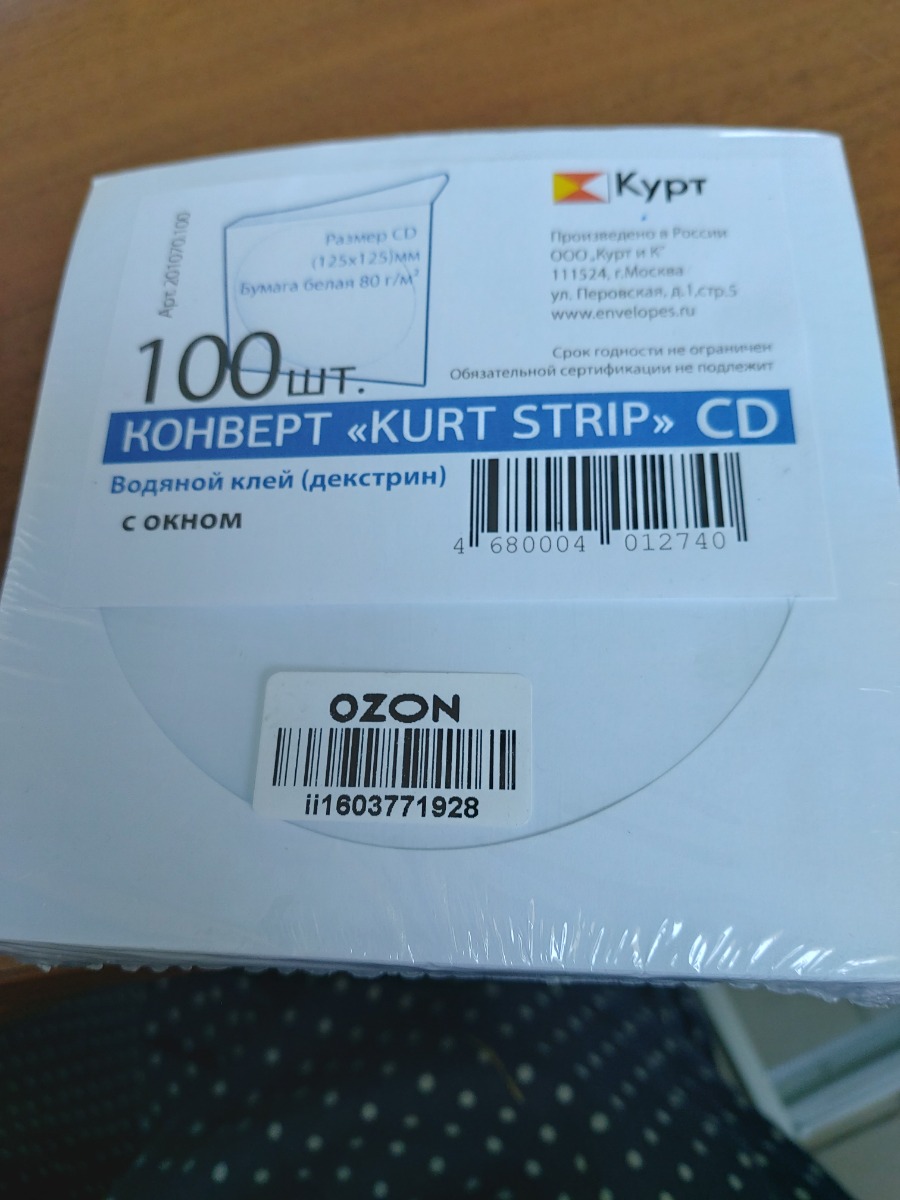 Курт
Произведено в России
ООО „Курт и К"
111524, г.Москва
ул. Перовская, д.1,стр.5
www.envelopes.ru
Срок годности не ограничен
Обязательной сертификации не подлежит
Арт. 201070.100
Размер CD
(125x125)мм
Бумага белая 80 г/м²
100 шт.
КОНВЕРТ «KURT STRIP» CD
Водяной клей (декстрин)
с окном
4 680004 012740
OZON
ii1603771928